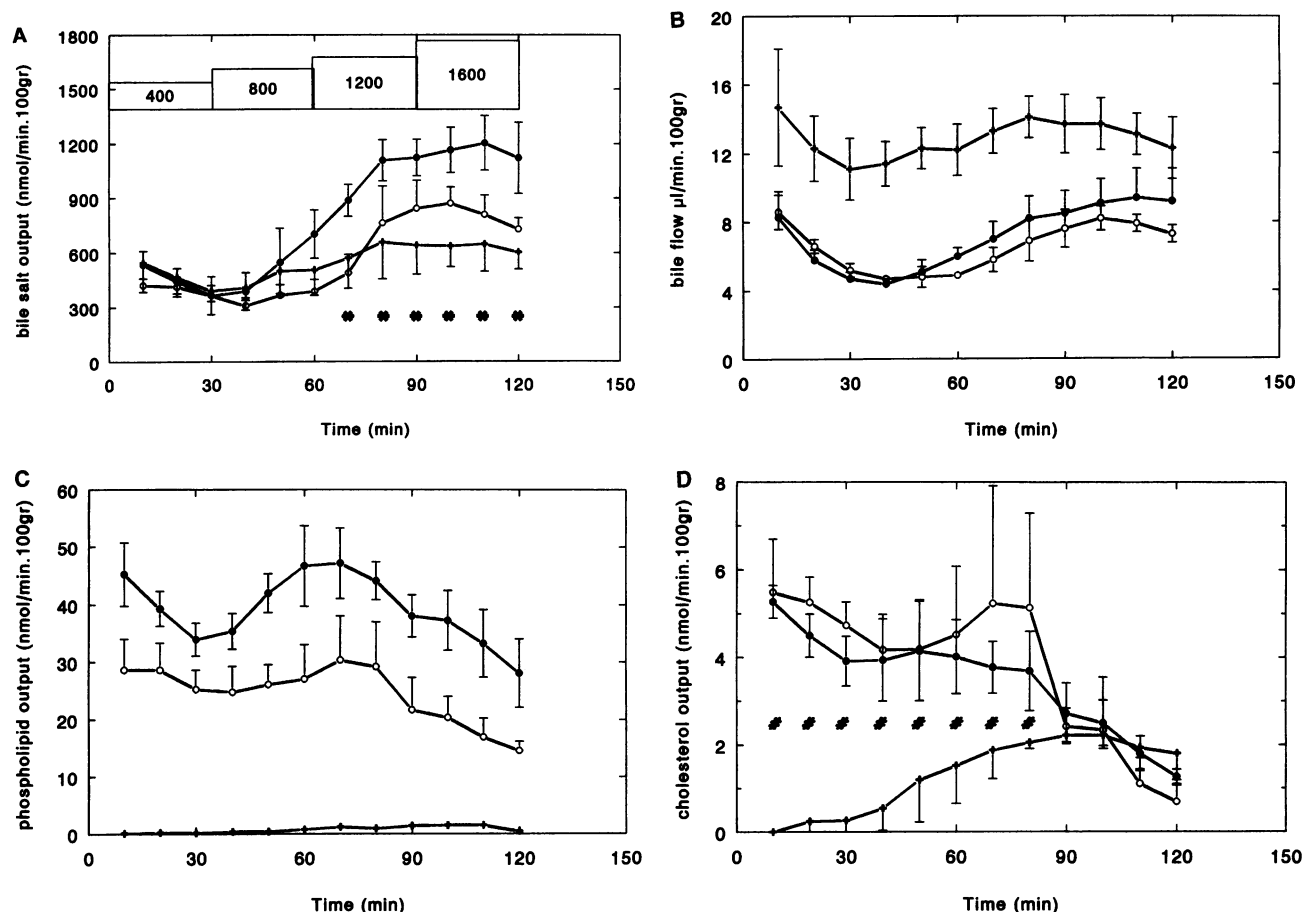 A
bile salt output (nmol/min.100gr)
1800
1500
1200
900
600
300
0
400
800
1200
1600
0 30 60 90 120 150
Time (min)
B
bile flow µl/min.100gr)
20
16
12
8
4
0
0 30 60 90 120 150
Time (min)
C
phospholipid output (nmol/min.100gr)
60
50
40
30
20
10
0
0 30 60 90 120 150
Time (min)
D
cholesterol output (nmol/min.100gr)
8
6
4
2
0
0 30 60 90 120 150
Time (min)